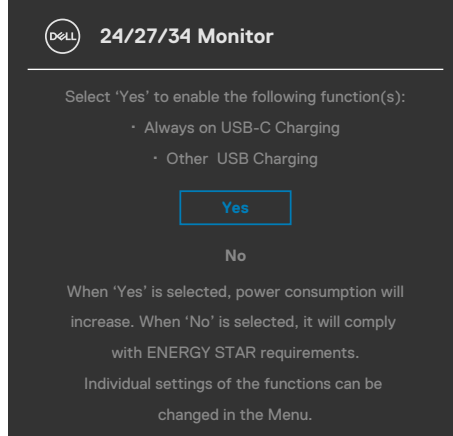 DELL 24/27/34 Monitor
Select ‘Yes’ to enable the following function(s):
· Always on USB-C Charging
· Other USB Charging
Yes
No
When ‘Yes’ is selected, power consumption will
increase. When ‘No’ is selected, it will comply
with ENERGY STAR requirements.
Individual settings of the functions can be
changed in the Menu.